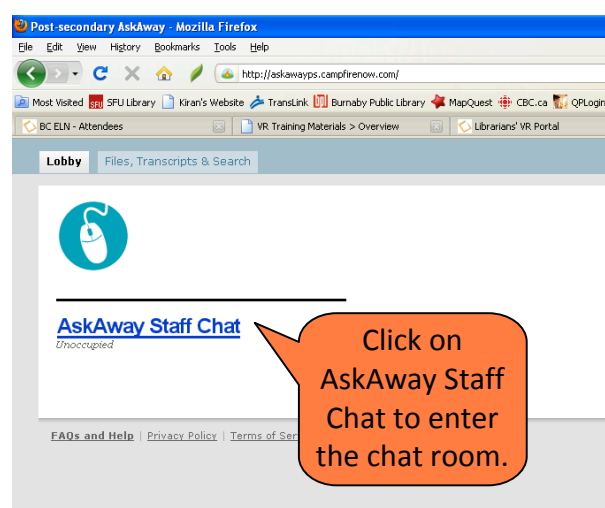 Post-secondary AskAway - Mozilla Firefox
File Edit View History Bookmarks Tools Help
http://askawayps.campfirenow.com/
Most Visited SFU SFU Library Kiran's Website TransLink Burnaby Public Library MapQuest CBC.ca QPLogin
BC ELN - Attendees VR Training Materials > Overview Librarians' VR Portal
Lobby Files, Transcripts & Search
AskAway Staff Chat
Unoccupied
Click on
AskAway Staff
Chat to enter
the chat room.
FAQs and Help | Privacy Policy | Terms of Ser